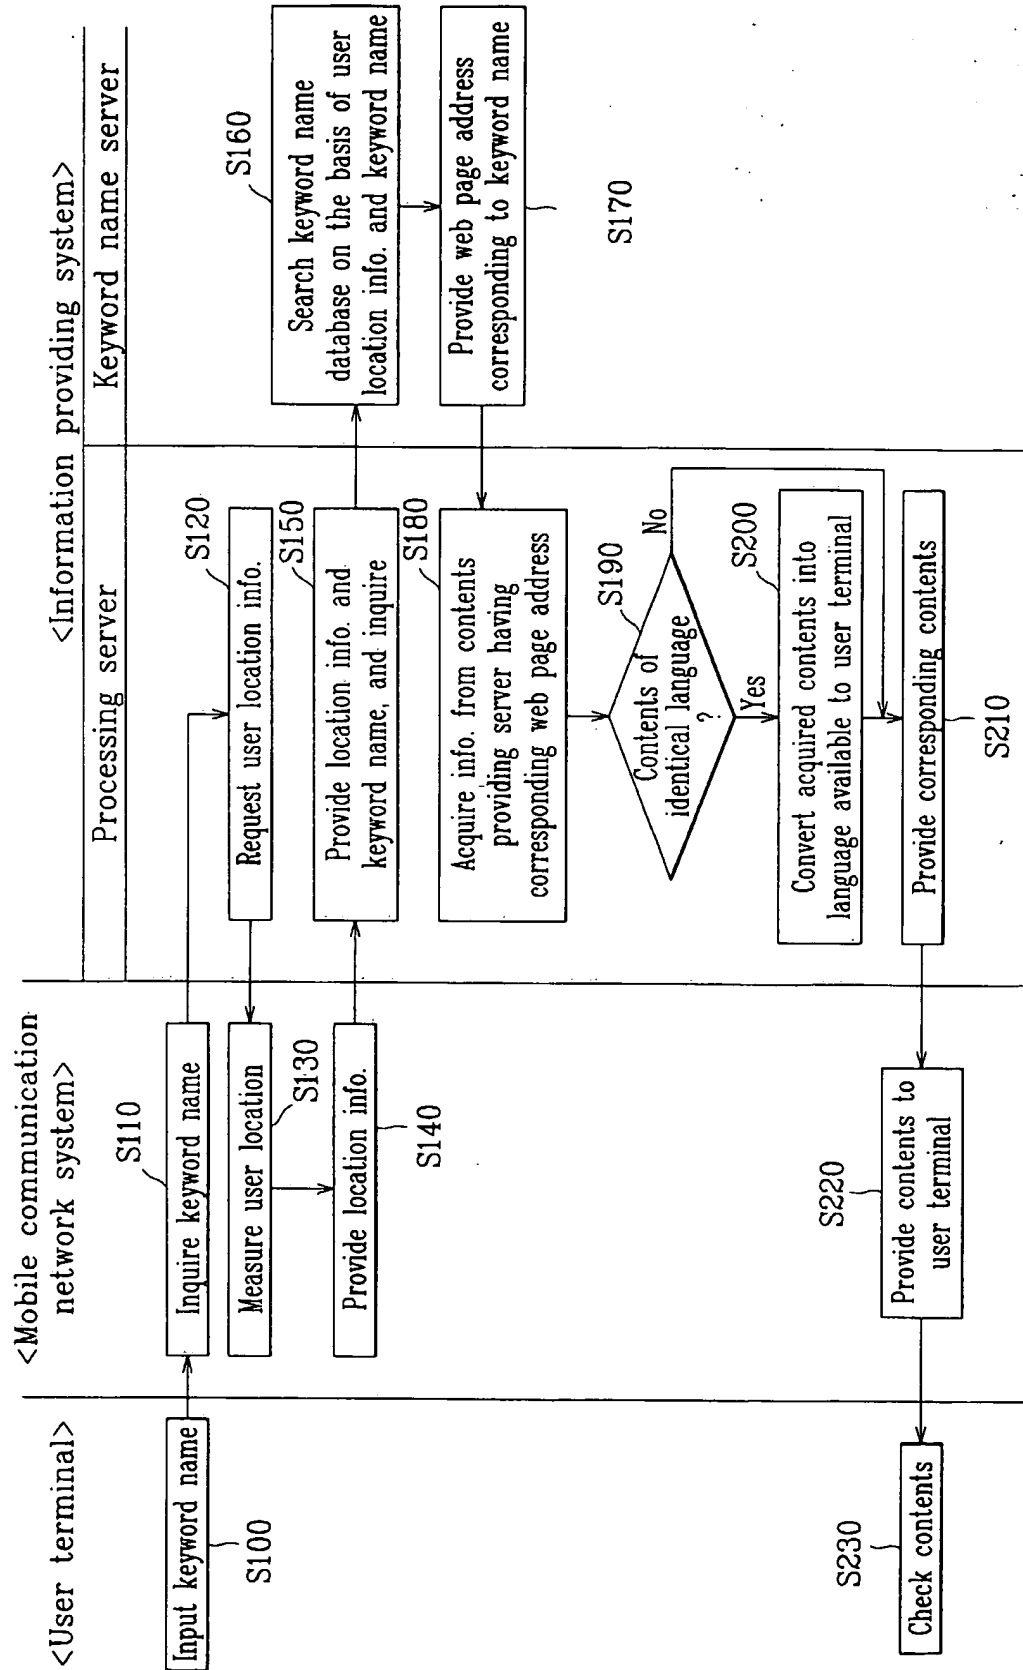 <User terminal>
<Mobile communication
network system>
<Information providing system>
Processing server
Keyword name server
Input keyword name
S100
S110
Inquire keyword name
S120
Request user location info.
Measure user location
S130
Provide location info.
S140
S150
Provide location info. and
keyword name, and inquire
S160
Search keyword name
database on the basis of user
location info. and keyword name
Provide web page address
corresponding to keyword name
S170
S180
Acquire info. from contents
providing server having
corresponding web page address
S190
Contents of
identical language
?
No
Yes
S200
Convert acquired contents into
language available to user terminal
Provide corresponding contents
S210
S220
Provide contents to
user terminal
S230
Check contents